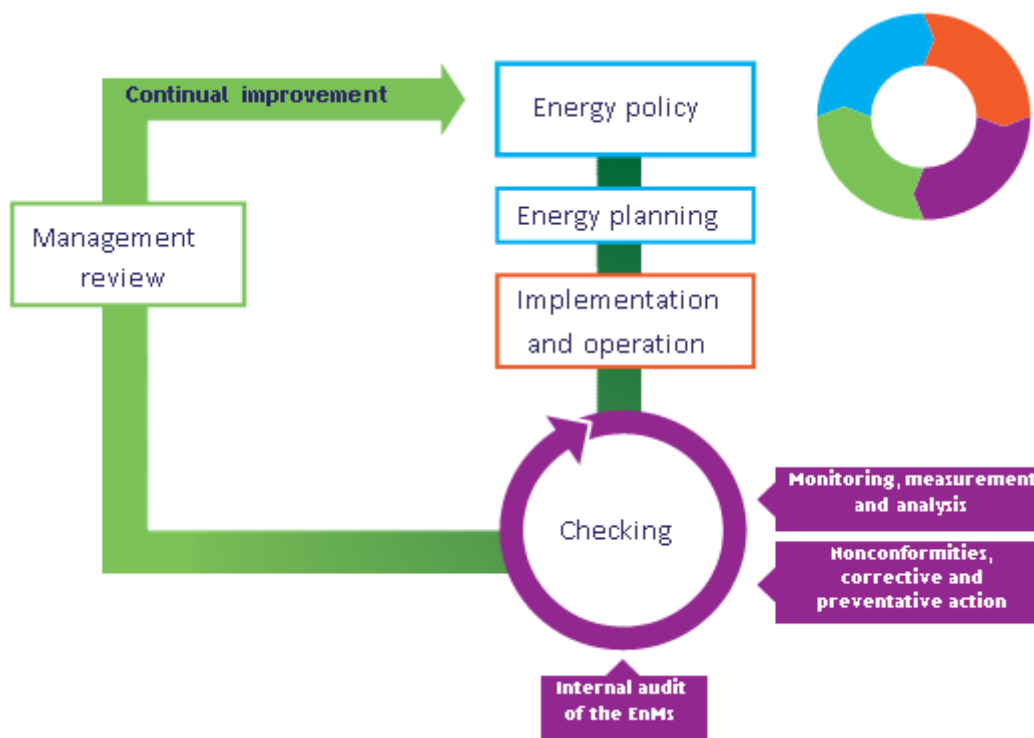 Continual improvement
Energy policy
Energy planning
Management
review
Implementation
and operation
Checking
Monitoring, measurement
and analysis
Nonconformities,
corrective and
preventative action
Internal audit
of the EnMs